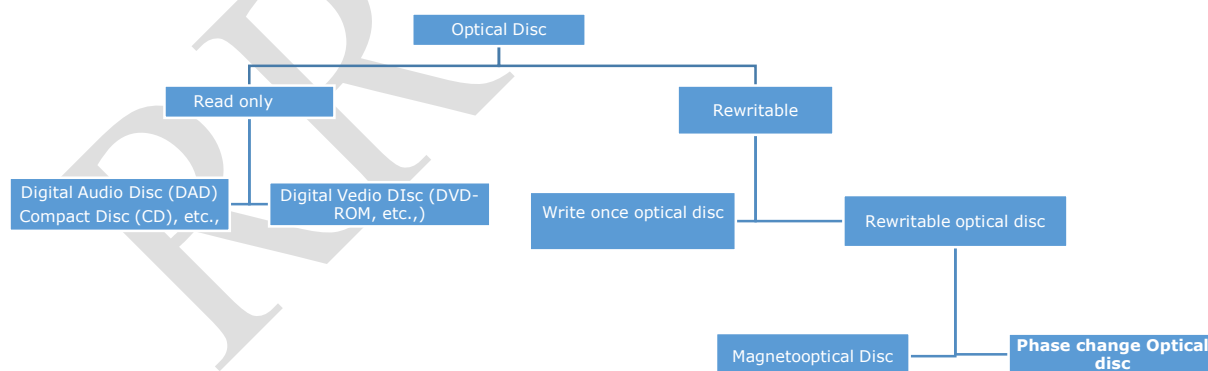 Optical Disc
Read only
Rewritable
Digital Audio Disc (DAD)
Compact Disc (CD), etc.,
Digital Vedio DIsc (DVD-
ROM, etc.,)
Write once optical disc
Rewritable optical disc
Magnetooptical Disc
Phase change Optical
disc